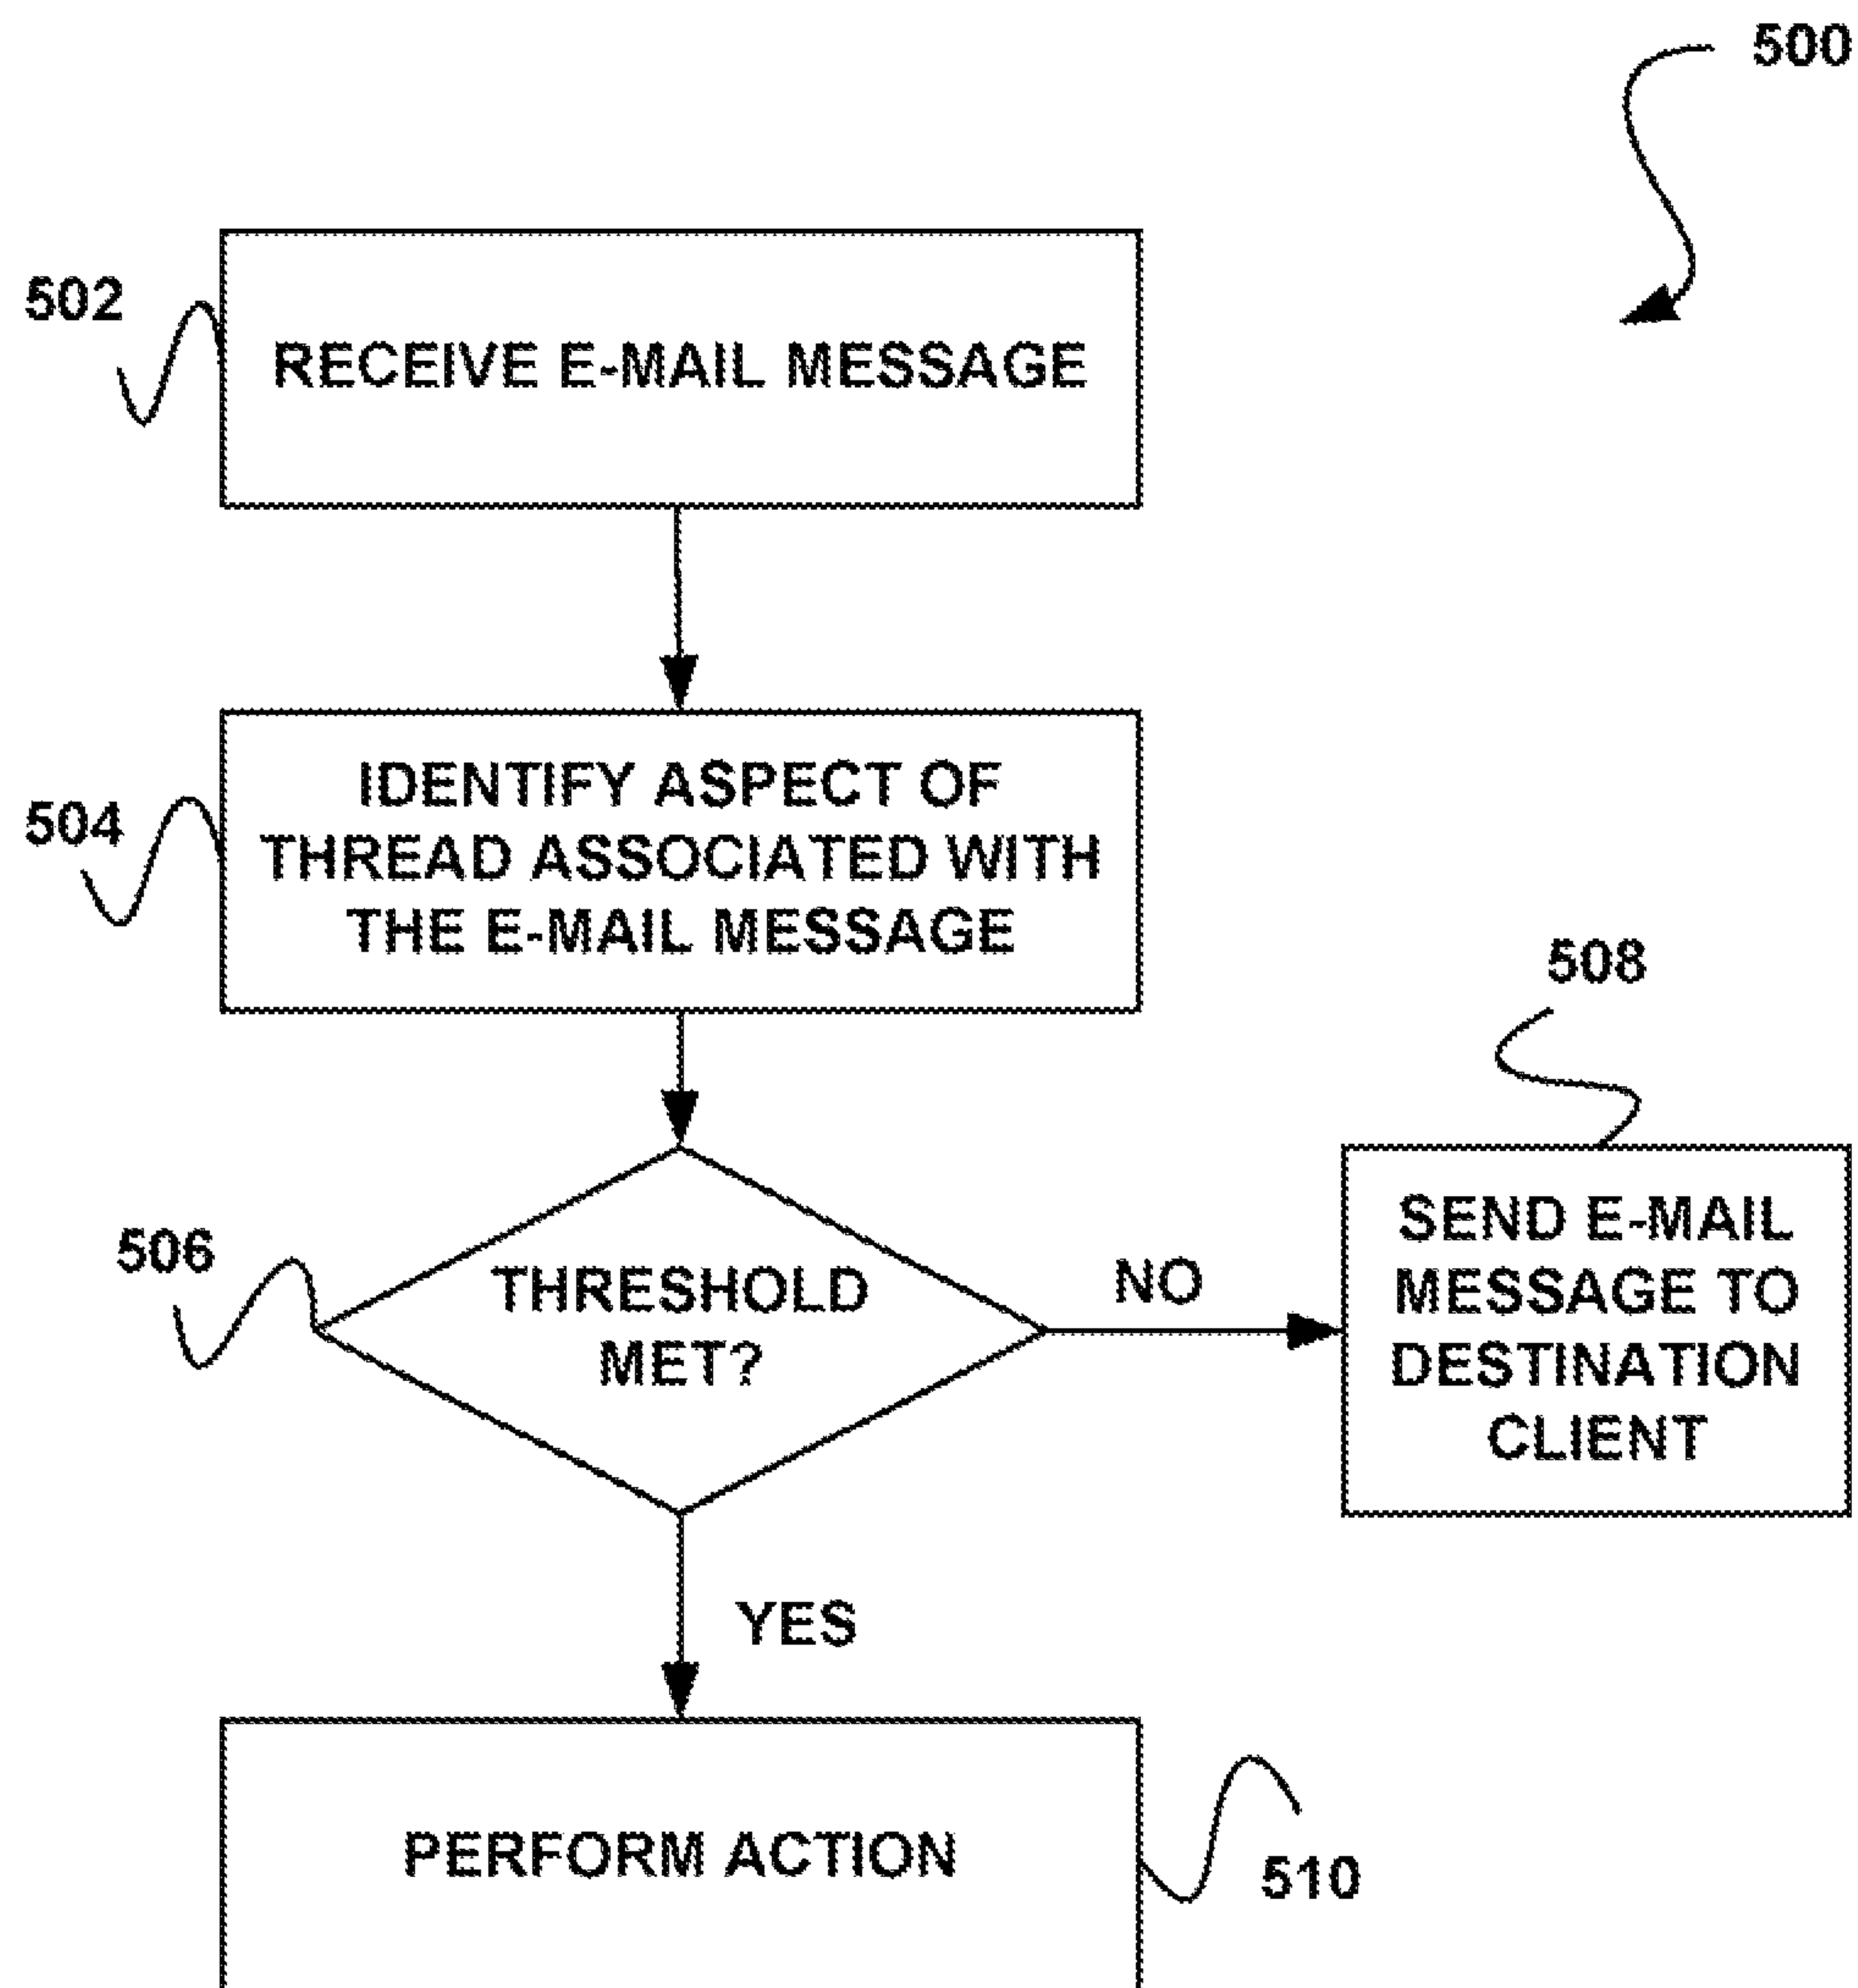 500
502
RECEIVE E-MAIL MESSAGE
504
IDENTIFY ASPECT OF
THREAD ASSOCIATED WITH
THE E-MAIL MESSAGE
508
506
THRESHOLD
MET?
NO
SEND E-MAIL
MESSAGE TO
DESTINATION
CLIENT
YES
PERFORM ACTION
510